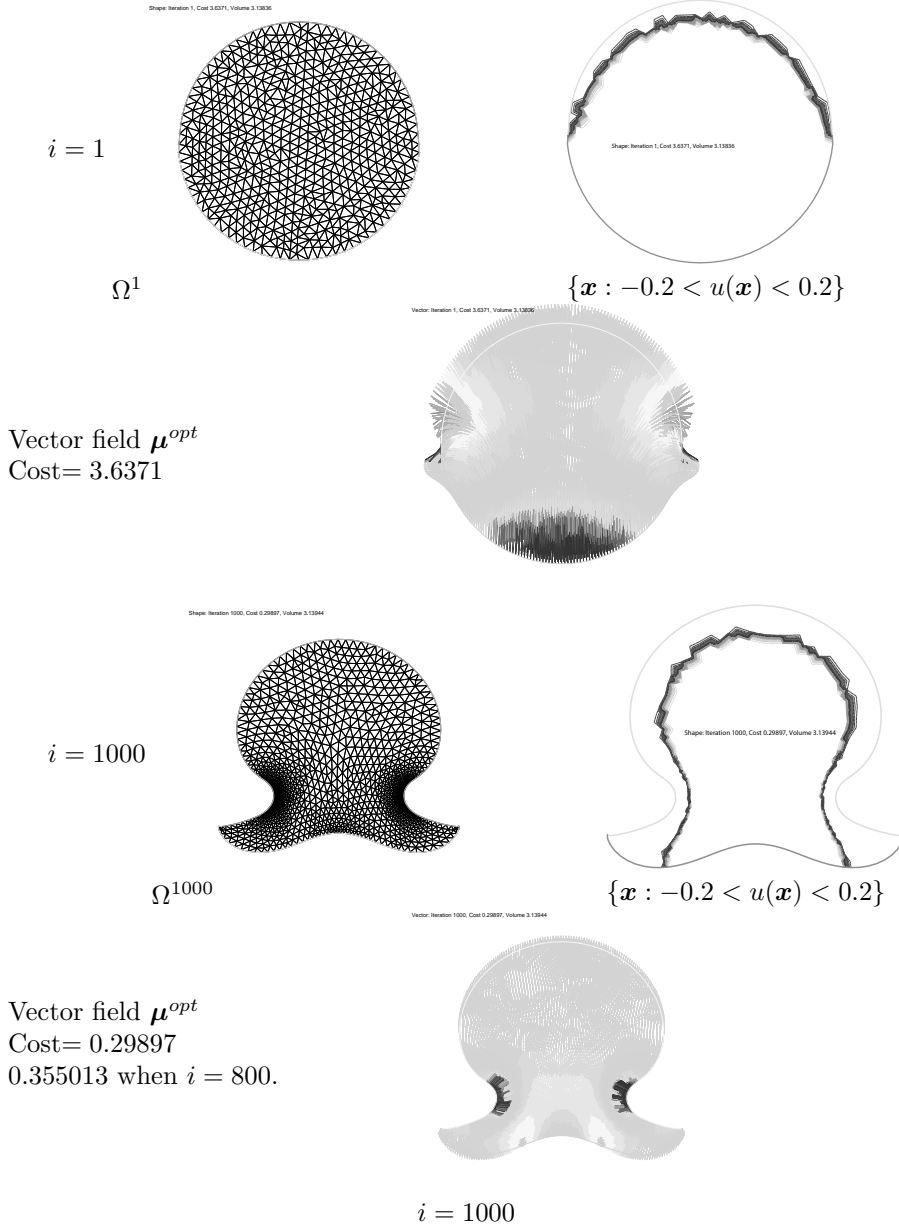 Shape: Iteration 1, Cost 3.6371, Volume 3.13836
i = 1
Shape: Iteration 1, Cost 3.6371, Volume 3.13836
Ω¹
{x : −0.2 < u(x) < 0.2}
Vector: Iteration 1, Cost 3.6371, Volume 3.13836
Vector field μᵒᵖᵗ
Cost= 3.6371
Shape: Iteration 1000, Cost 0.29897, Volume 3.13944
i = 1000
Shape: Iteration 1000, Cost 0.29897, Volume 3.13944
Ω¹⁰⁰⁰
{x : −0.2 < u(x) < 0.2}
Vector: Iteration 1000, Cost 0.29897, Volume 3.13944
Vector field μᵒᵖᵗ
Cost= 0.29897
0.355013 when i = 800.
i = 1000